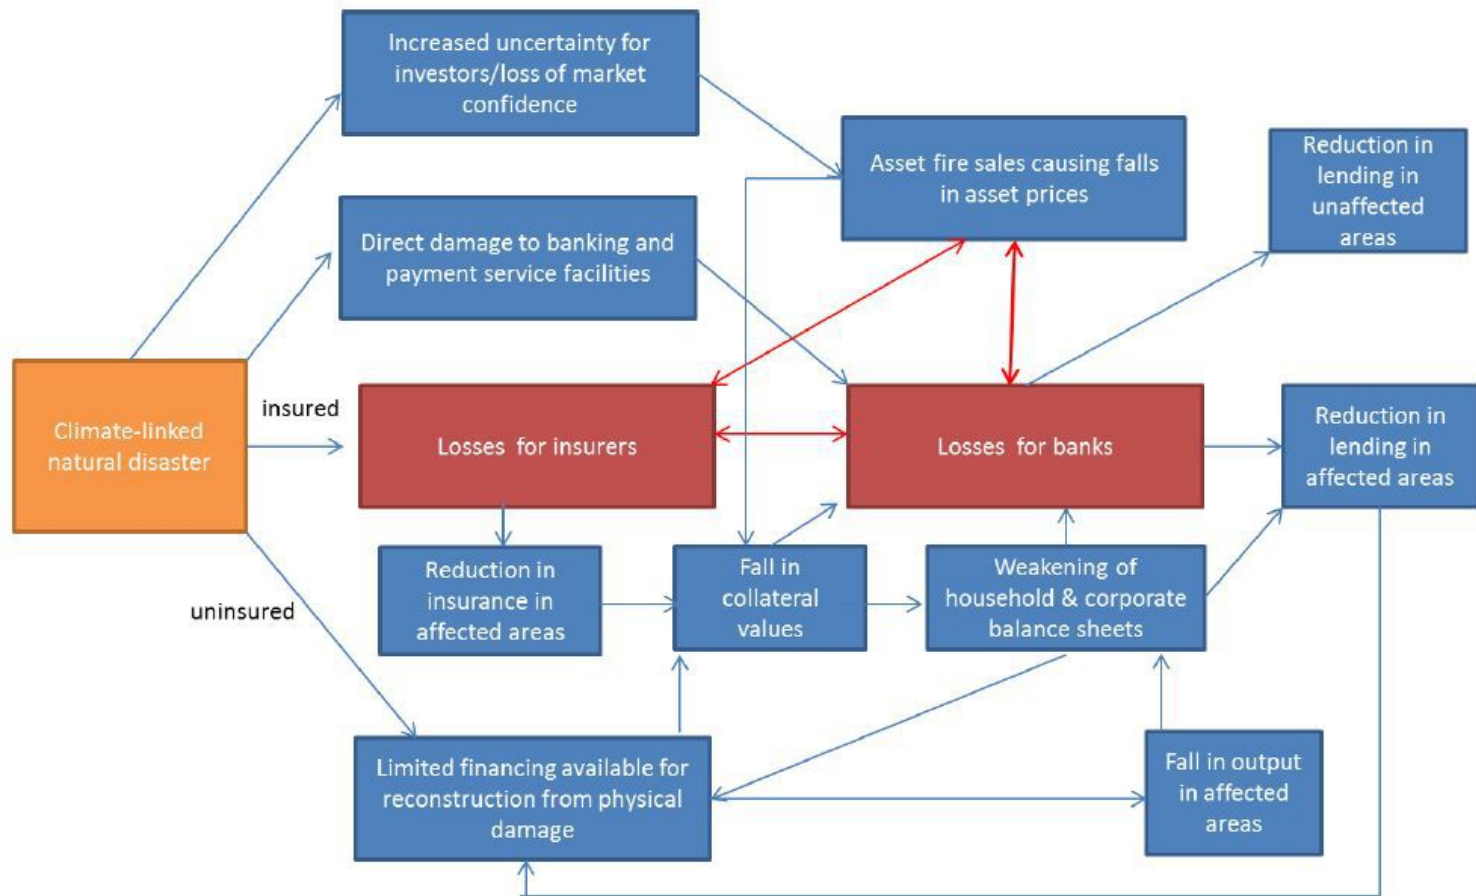 Increased uncertainty for
investors/loss of market
confidence
Asset fire sales causing falls
in asset prices
Reduction in
lending in
unaffected
areas
Direct damage to banking and
payment service facilities
Climate-linked
natural disaster
insured
Losses for insurers
Losses for banks
Reduction in
lending in
affected areas
uninsured
Reduction in
insurance in
affected areas
Fall in
collateral
values
Weakening of
household & corporate
balance sheets
Limited financing available for
reconstruction from physical
damage
Fall in output
in affected
areas